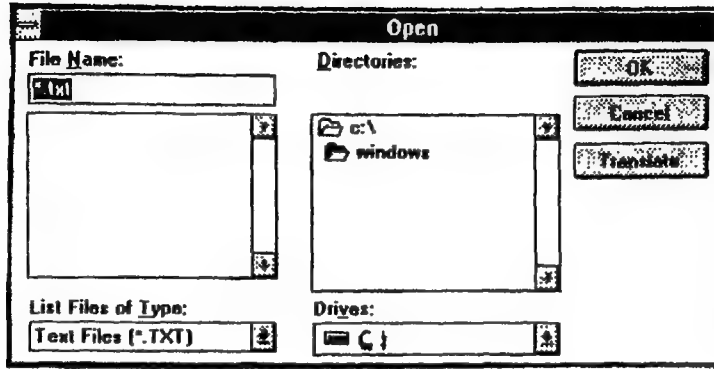 Open
File Name:
*.txt
Directories:
OK
Cancel
Translate
c:\
windows
List Files of Type:
Text Files (*.TXT)
Drives: